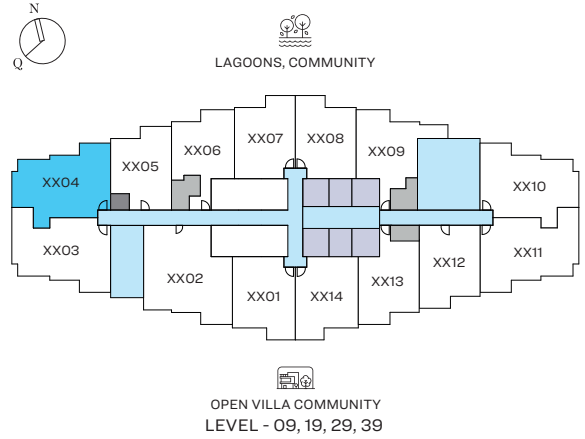 N
Q
LAGOONS, COMMUNITY
XX07 XX08
XX06 XX09
XX05
XX04 XX10
XX03 XX11
XX02 XX12
XX01 XX14 XX13
OPEN VILLA COMMUNITY
LEVEL - 09, 19, 29, 39